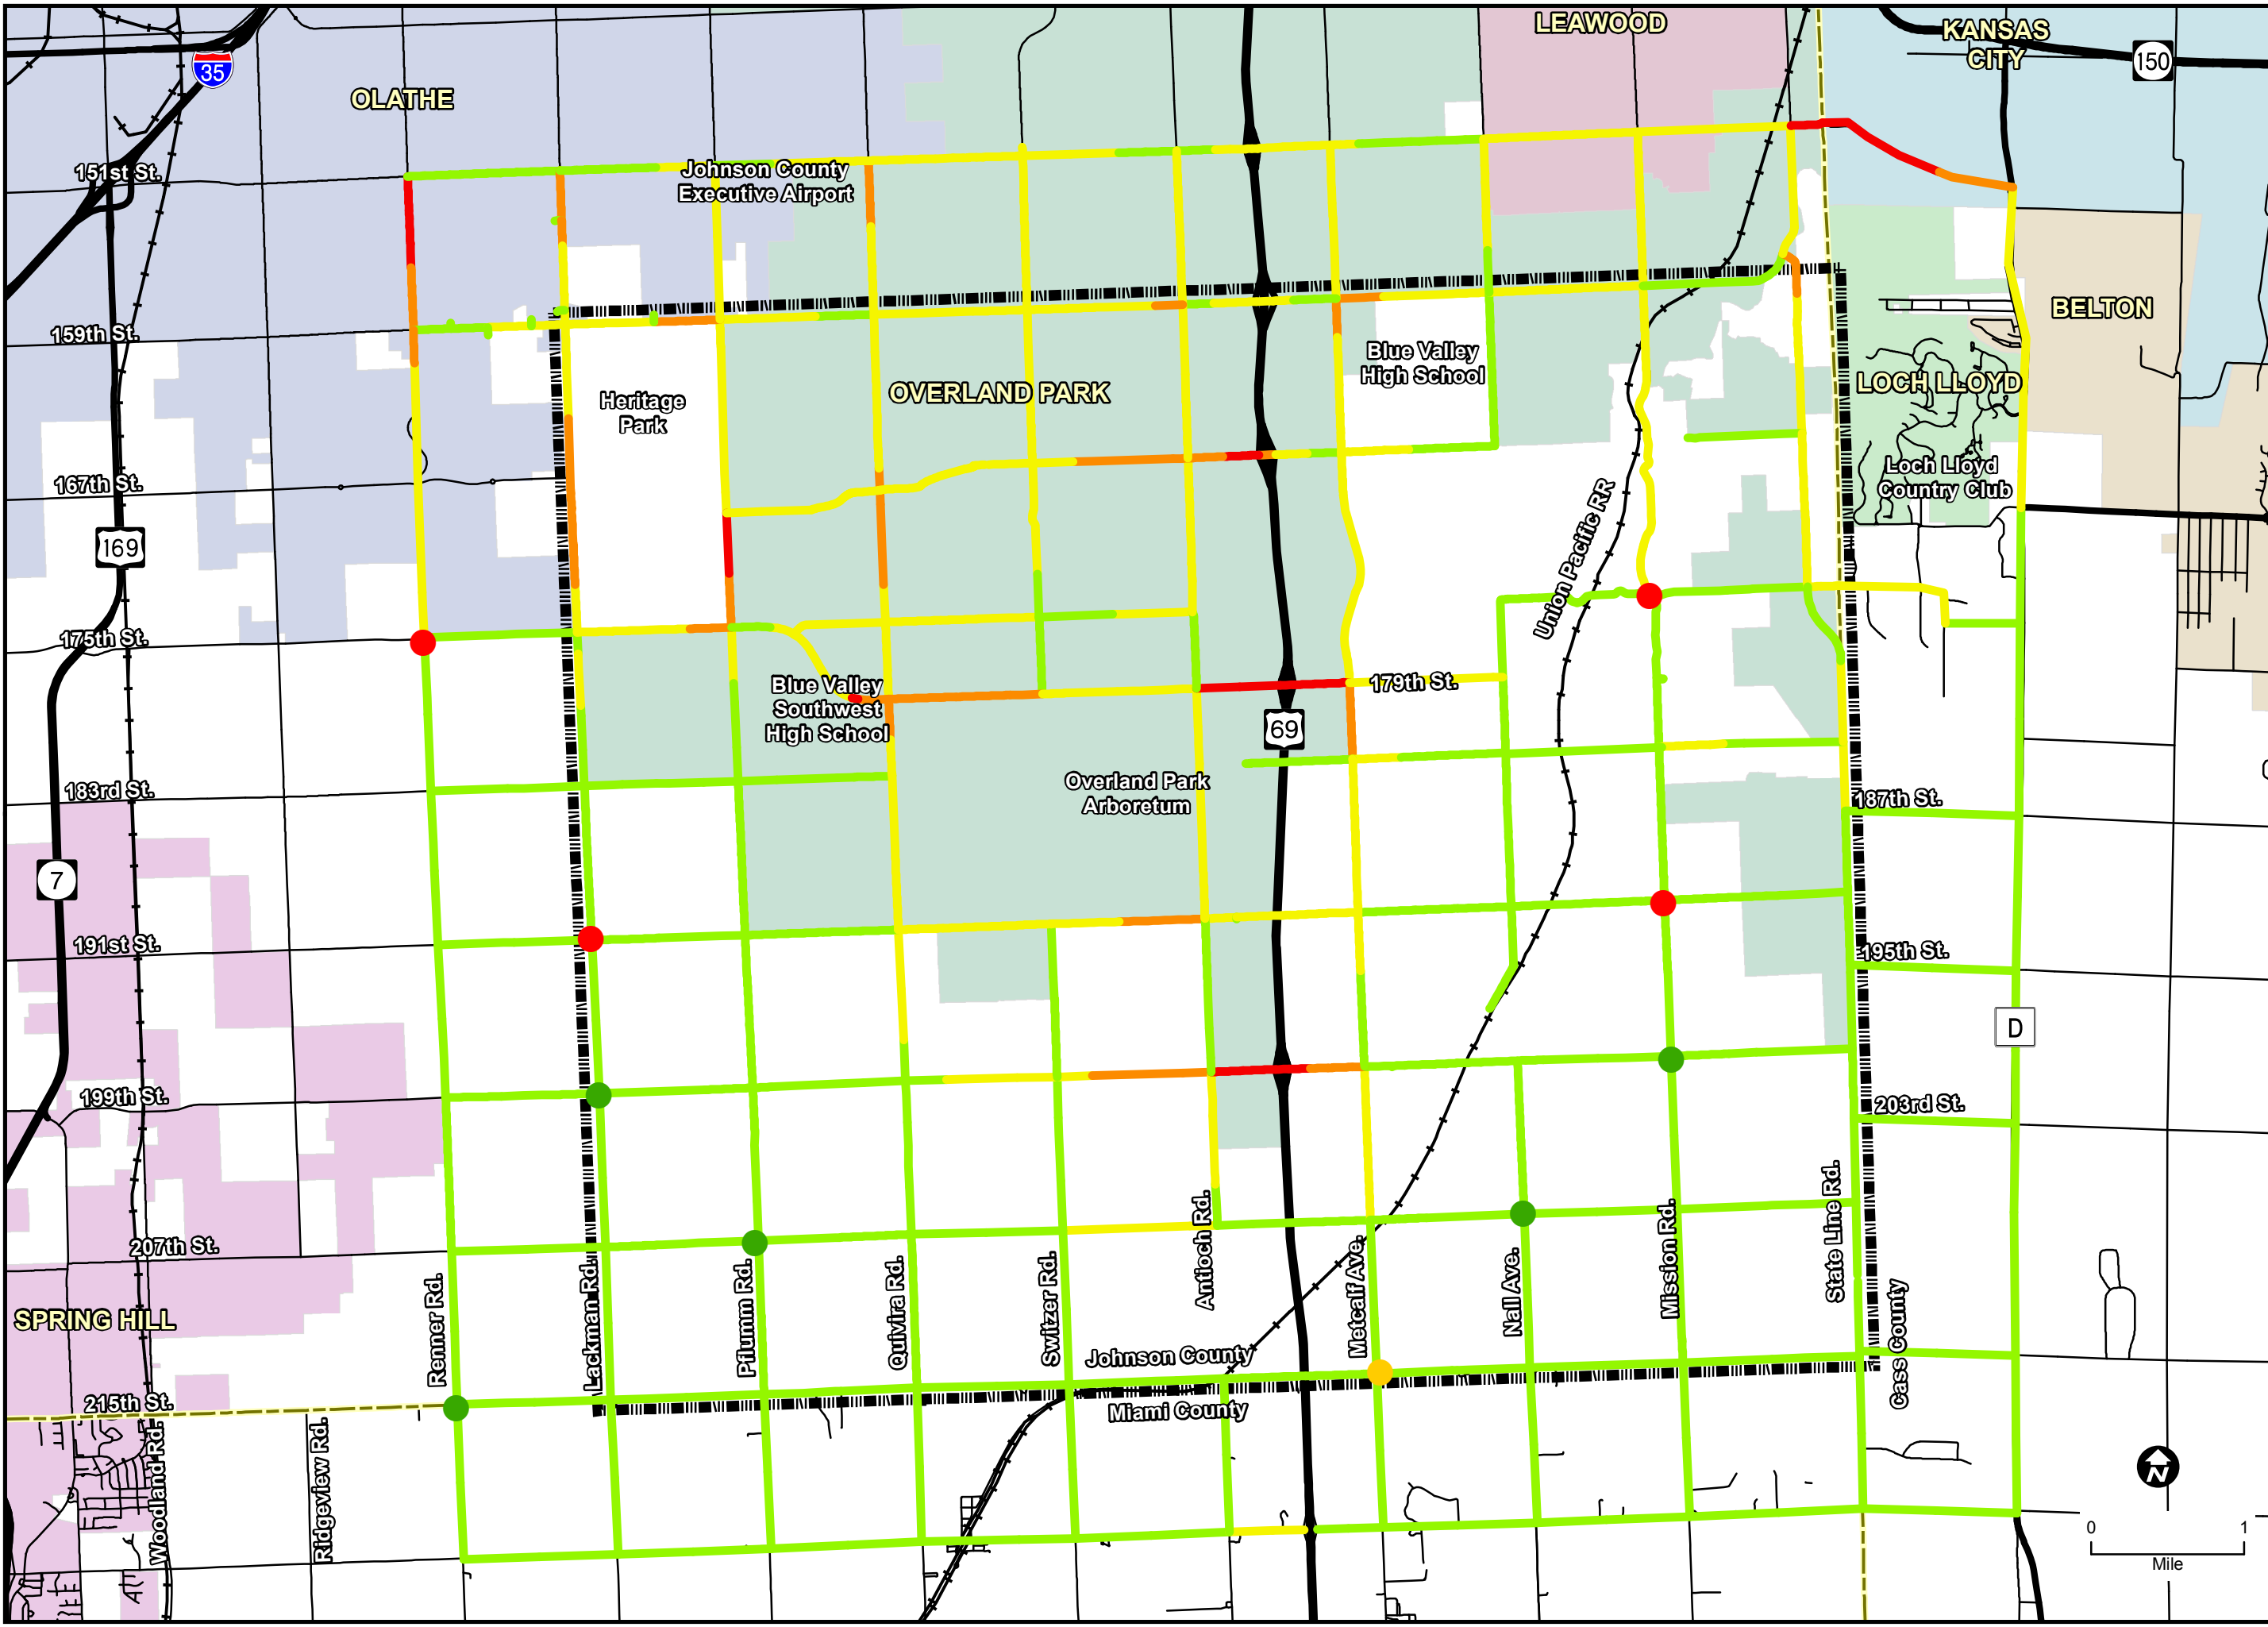 LEAWOOD
KANSAS
CITY
150
35
OLATHE
151st St.
Johnson County
Executive Airport
159th St.
BELTON
Blue Valley
High School
LOCH LLOYD
OVERLAND PARK
Heritage
Park
167th St.
Loch Lloyd
Country Club
Union Pacific RR
169
175th St.
179th St.
Blue Valley
Southwest
High School
69
Overland Park
Arboretum
183rd St.
187th St.
7
191st St.
195th St.
D
199th St.
203rd St.
207th St.
SPRING HILL
Renner Rd.
Lackman Rd.
Pflumm Rd.
Quivira Rd.
Switzer Rd.
Antioch Rd.
Metcalf Ave.
Nall Ave.
Mission Rd.
State Line Rd.
Cass County
Johnson County
Miami County
215th St.
Woodland Rd.
Ridgeview Rd.
N
0 1
Mile